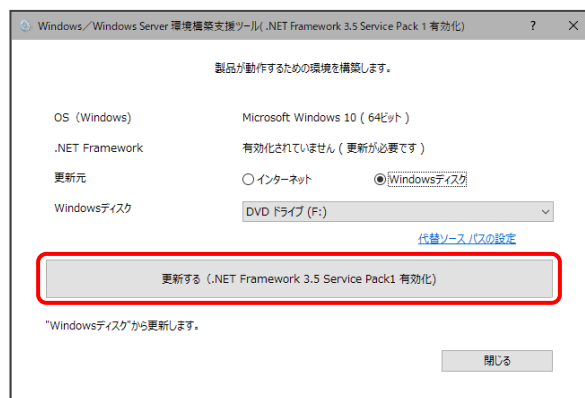 Windows／Windows Server 環境構築支援ツール( .NET Framework 3.5 Service Pack 1 有効化)
製品が動作するための環境を構築します。
OS（Windows) Microsoft Windows 10 ( 64ビット )
.NET Framework 有効化されていません ( 更新が必要です )
更新元 インターネット Windowsディスク
Windowsディスク DVD ドライブ (F:)
代替ソース パスの設定
更新する（.NET Framework 3.5 Service Pack1 有効化)
"Windowsディスク"から更新します。
閉じる